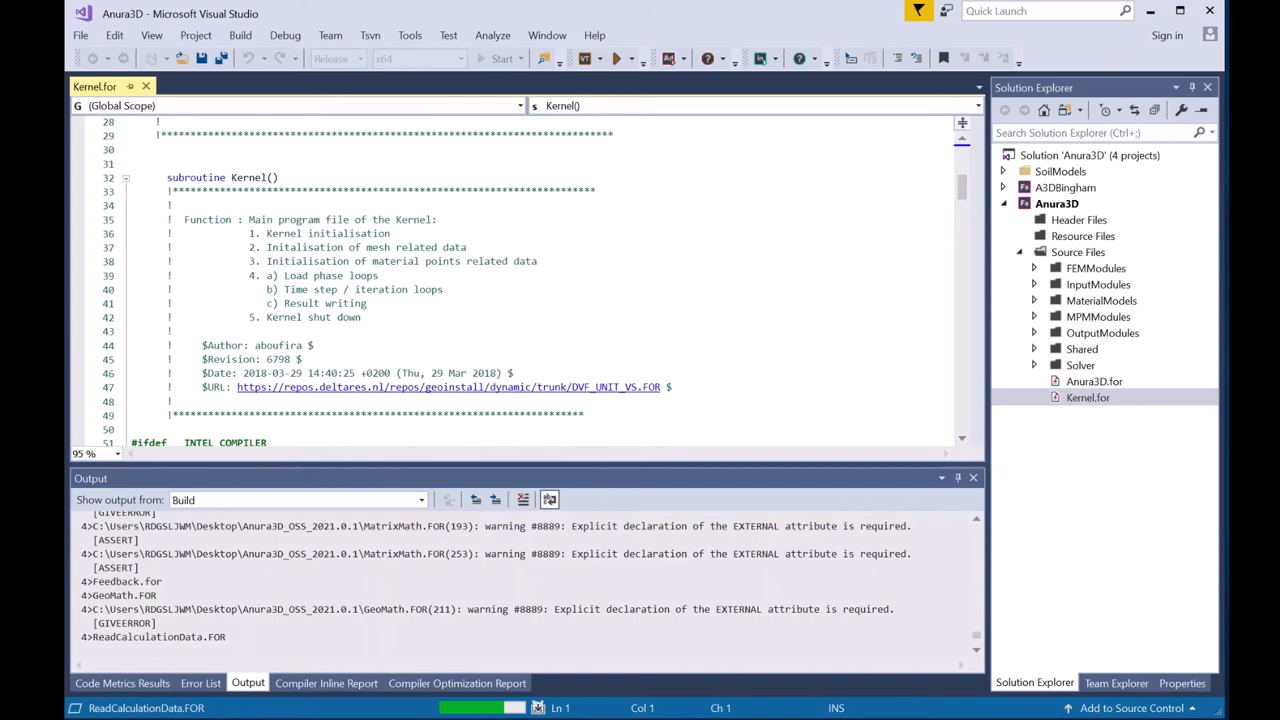 Anura3D - Microsoft Visual Studio
Quick Launch
File Edit View Project Build Debug Team Tsvn Tools Test Analyze Window Help
Sign in
Release x64 Start
Kernel.for
(Global Scope) Kernel()
28 !
29 !********************************************************************************
30
31
32 subroutine Kernel()
33 !***************************************************************************
34 !
35 ! Function : Main program file of the Kernel:
36 ! 1. Kernel initialisation
37 ! 2. Initalisation of mesh related data
38 ! 3. Initialisation of material points related data
39 ! 4. a) Load phase loops
40 ! b) Time step / iteration loops
41 ! c) Result writing
42 ! 5. Kernel shut down
43 !
44 ! $Author: aboufira $
45 ! $Revision: 6798 $
46 ! $Date: 2018-03-29 14:40:25 +0200 (Thu, 29 Mar 2018) $
47 ! $URL: https://repos.deltares.nl/repos/geoinstall/dynamic/trunk/DVF_UNIT_VS.FOR $
48 !
49 !*************************************************************************
50
51 #ifdef __INTEL_COMPILER
95 %
Output
Show output from: Build
[GIVEERROR]
4>C:\Users\RDGSLJWM\Desktop\Anura3D_OSS_2021.0.1\MatrixMath.FOR(193): warning #8889: Explicit declaration of the EXTERNAL attribute is required.
[ASSERT]
4>C:\Users\RDGSLJWM\Desktop\Anura3D_OSS_2021.0.1\MatrixMath.FOR(253): warning #8889: Explicit declaration of the EXTERNAL attribute is required.
[ASSERT]
4>Feedback.for
4>GeoMath.FOR
4>C:\Users\RDGSLJWM\Desktop\Anura3D_OSS_2021.0.1\GeoMath.FOR(211): warning #8889: Explicit declaration of the EXTERNAL attribute is required.
[GIVEERROR]
4>ReadCalculationData.FOR
Code Metrics Results Error List Output Compiler Inline Report Compiler Optimization Report
Solution Explorer
Search Solution Explorer (Ctrl+;)
Solution 'Anura3D' (4 projects)
SoilModels
A3DBingham
Anura3D
Header Files
Resource Files
Source Files
FEMModules
InputModules
MaterialModels
MPMModules
OutputModules
Shared
Solver
Anura3D.for
Kernel.for
Solution Explorer Team Explorer Properties
ReadCalculationData.FOR Ln 1 Col 1 Ch 1 INS Add to Source Control